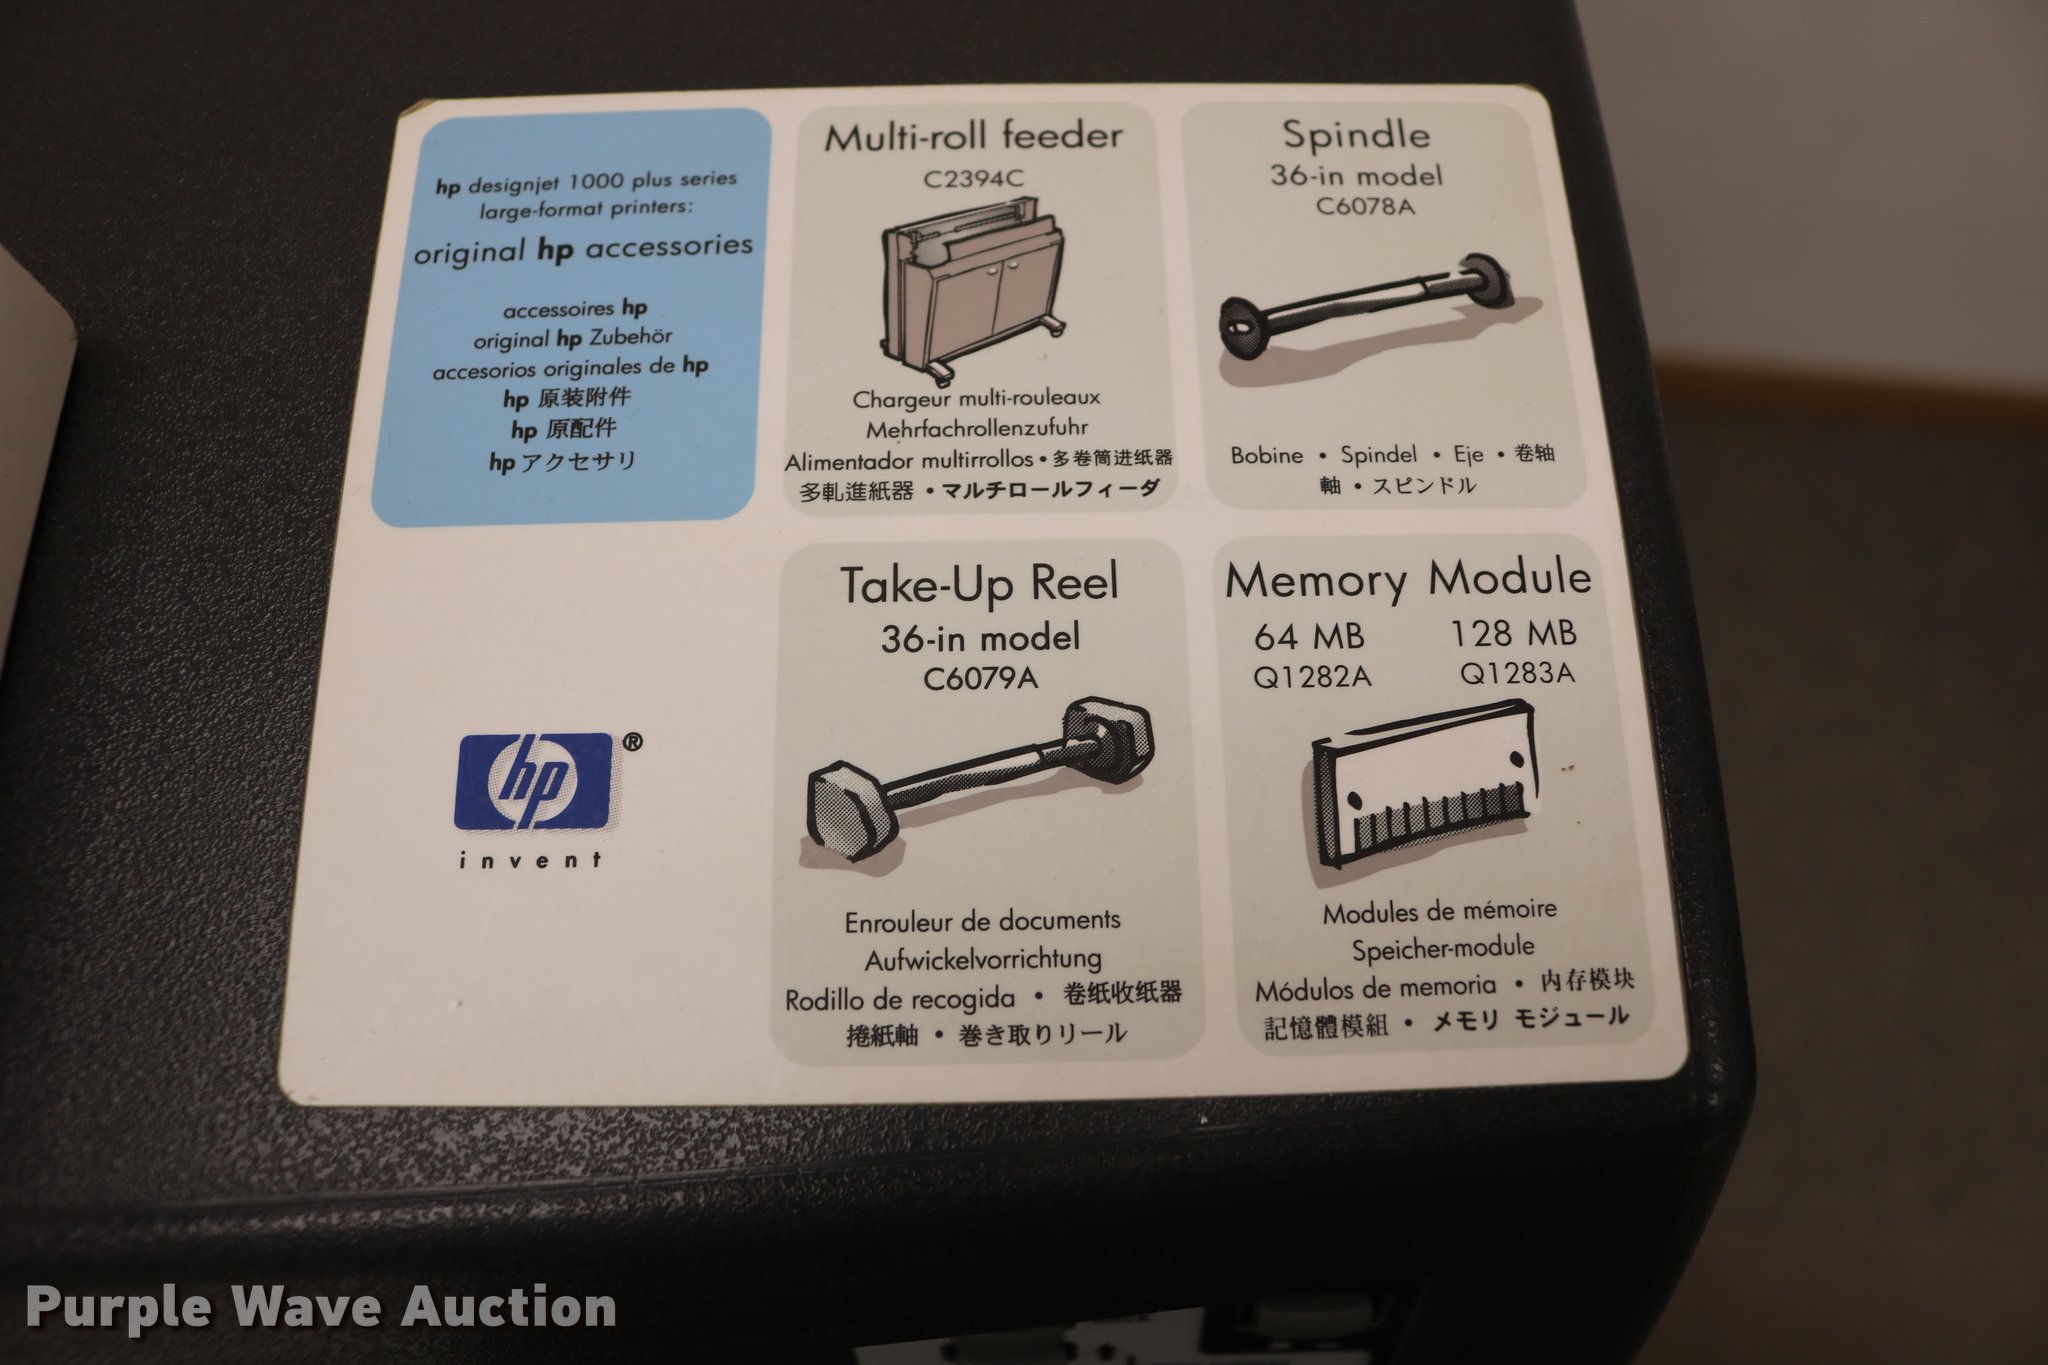 hp designjet 1000 plus series
large-format printers:
original hp accessories
accessoires hp
original hp Zubehör
accesorios originales de hp
hp 原装附件
hp 原配件
hp アクセサリ
Multi-roll feeder
C2394C
Chargeur multi-rouleaux
Mehrfachrollenzufuhr
Alimentador multirrollos • 多卷筒进纸器
多軋進紙器 • マルチロールフィーダ
Spindle
36-in model
C6078A
Bobine • Spindel • Eje • 卷轴
軸 • スピンドル
hp ®
invent
Take-Up Reel
36-in model
C6079A
Enrouleur de documents
Aufwickelvorrichtung
Rodillo de recogida • 卷纸收纸器
捲紙軸 • 巻き取りリール
Memory Module
64 MB 128 MB
Q1282A Q1283A
Modules de mémoire
Speicher-module
Módulos de memoria • 内存模块
記憶體模組 • メモリ モジュール
Purple Wave Auction